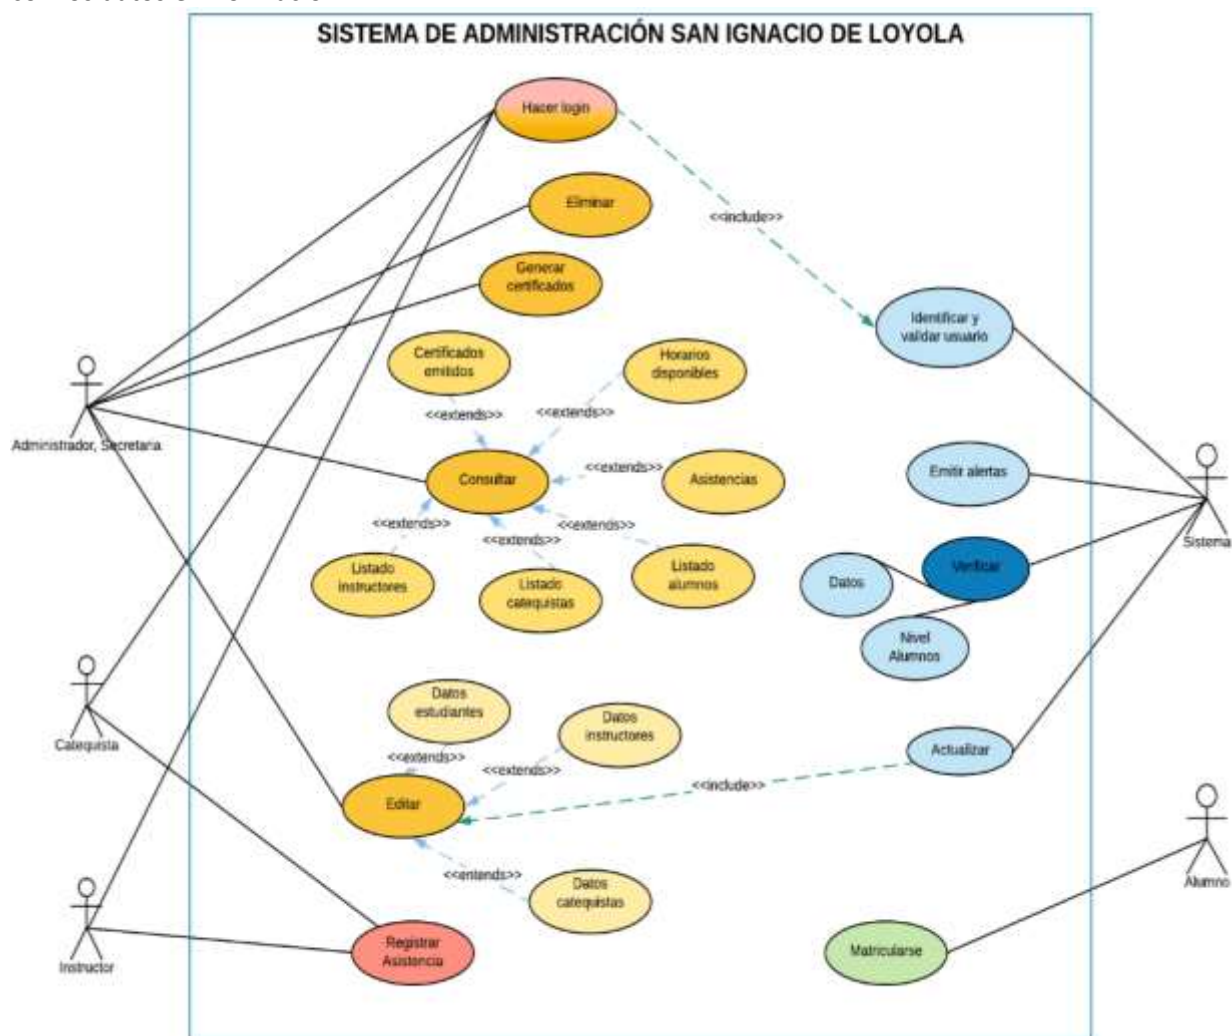 SISTEMA DE ADMINISTRACIÓN SAN IGNACIO DE LOYOLA
Hacer login
Eliminar
<<include>>
Generar
certificados
Identificar y
validar usuario
Certificados
emitidos
Horarios
disponibles
<<extends>>
<<extends>>
Administrador, Secretaria
Consultar
<<extends>>
Asistencias
Emitir alertas
<<extends>>
<<extends>>
<<extends>>
Sistema
Listado
instructores
Listado
catequistas
Listado
alumnos
Datos
Verificar
Nivel
Alumnos
Datos
estudiantes
Datos
instructores
Catequista
<<extends>>
<<extends>>
Actualizar
<<include>>
Editar
<<entends>>
Datos
catequistas
Alumno
Instructor
Registrar
Asistencia
Matricularse